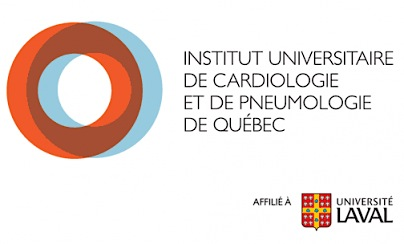 INSTITUT UNIVERSITAIRE
DE CARDIOLOGIE
ET DE PNEUMOLOGIE
DE QUÉBEC
AFFILIÉ À UNIVERSITÉ
LAVAL